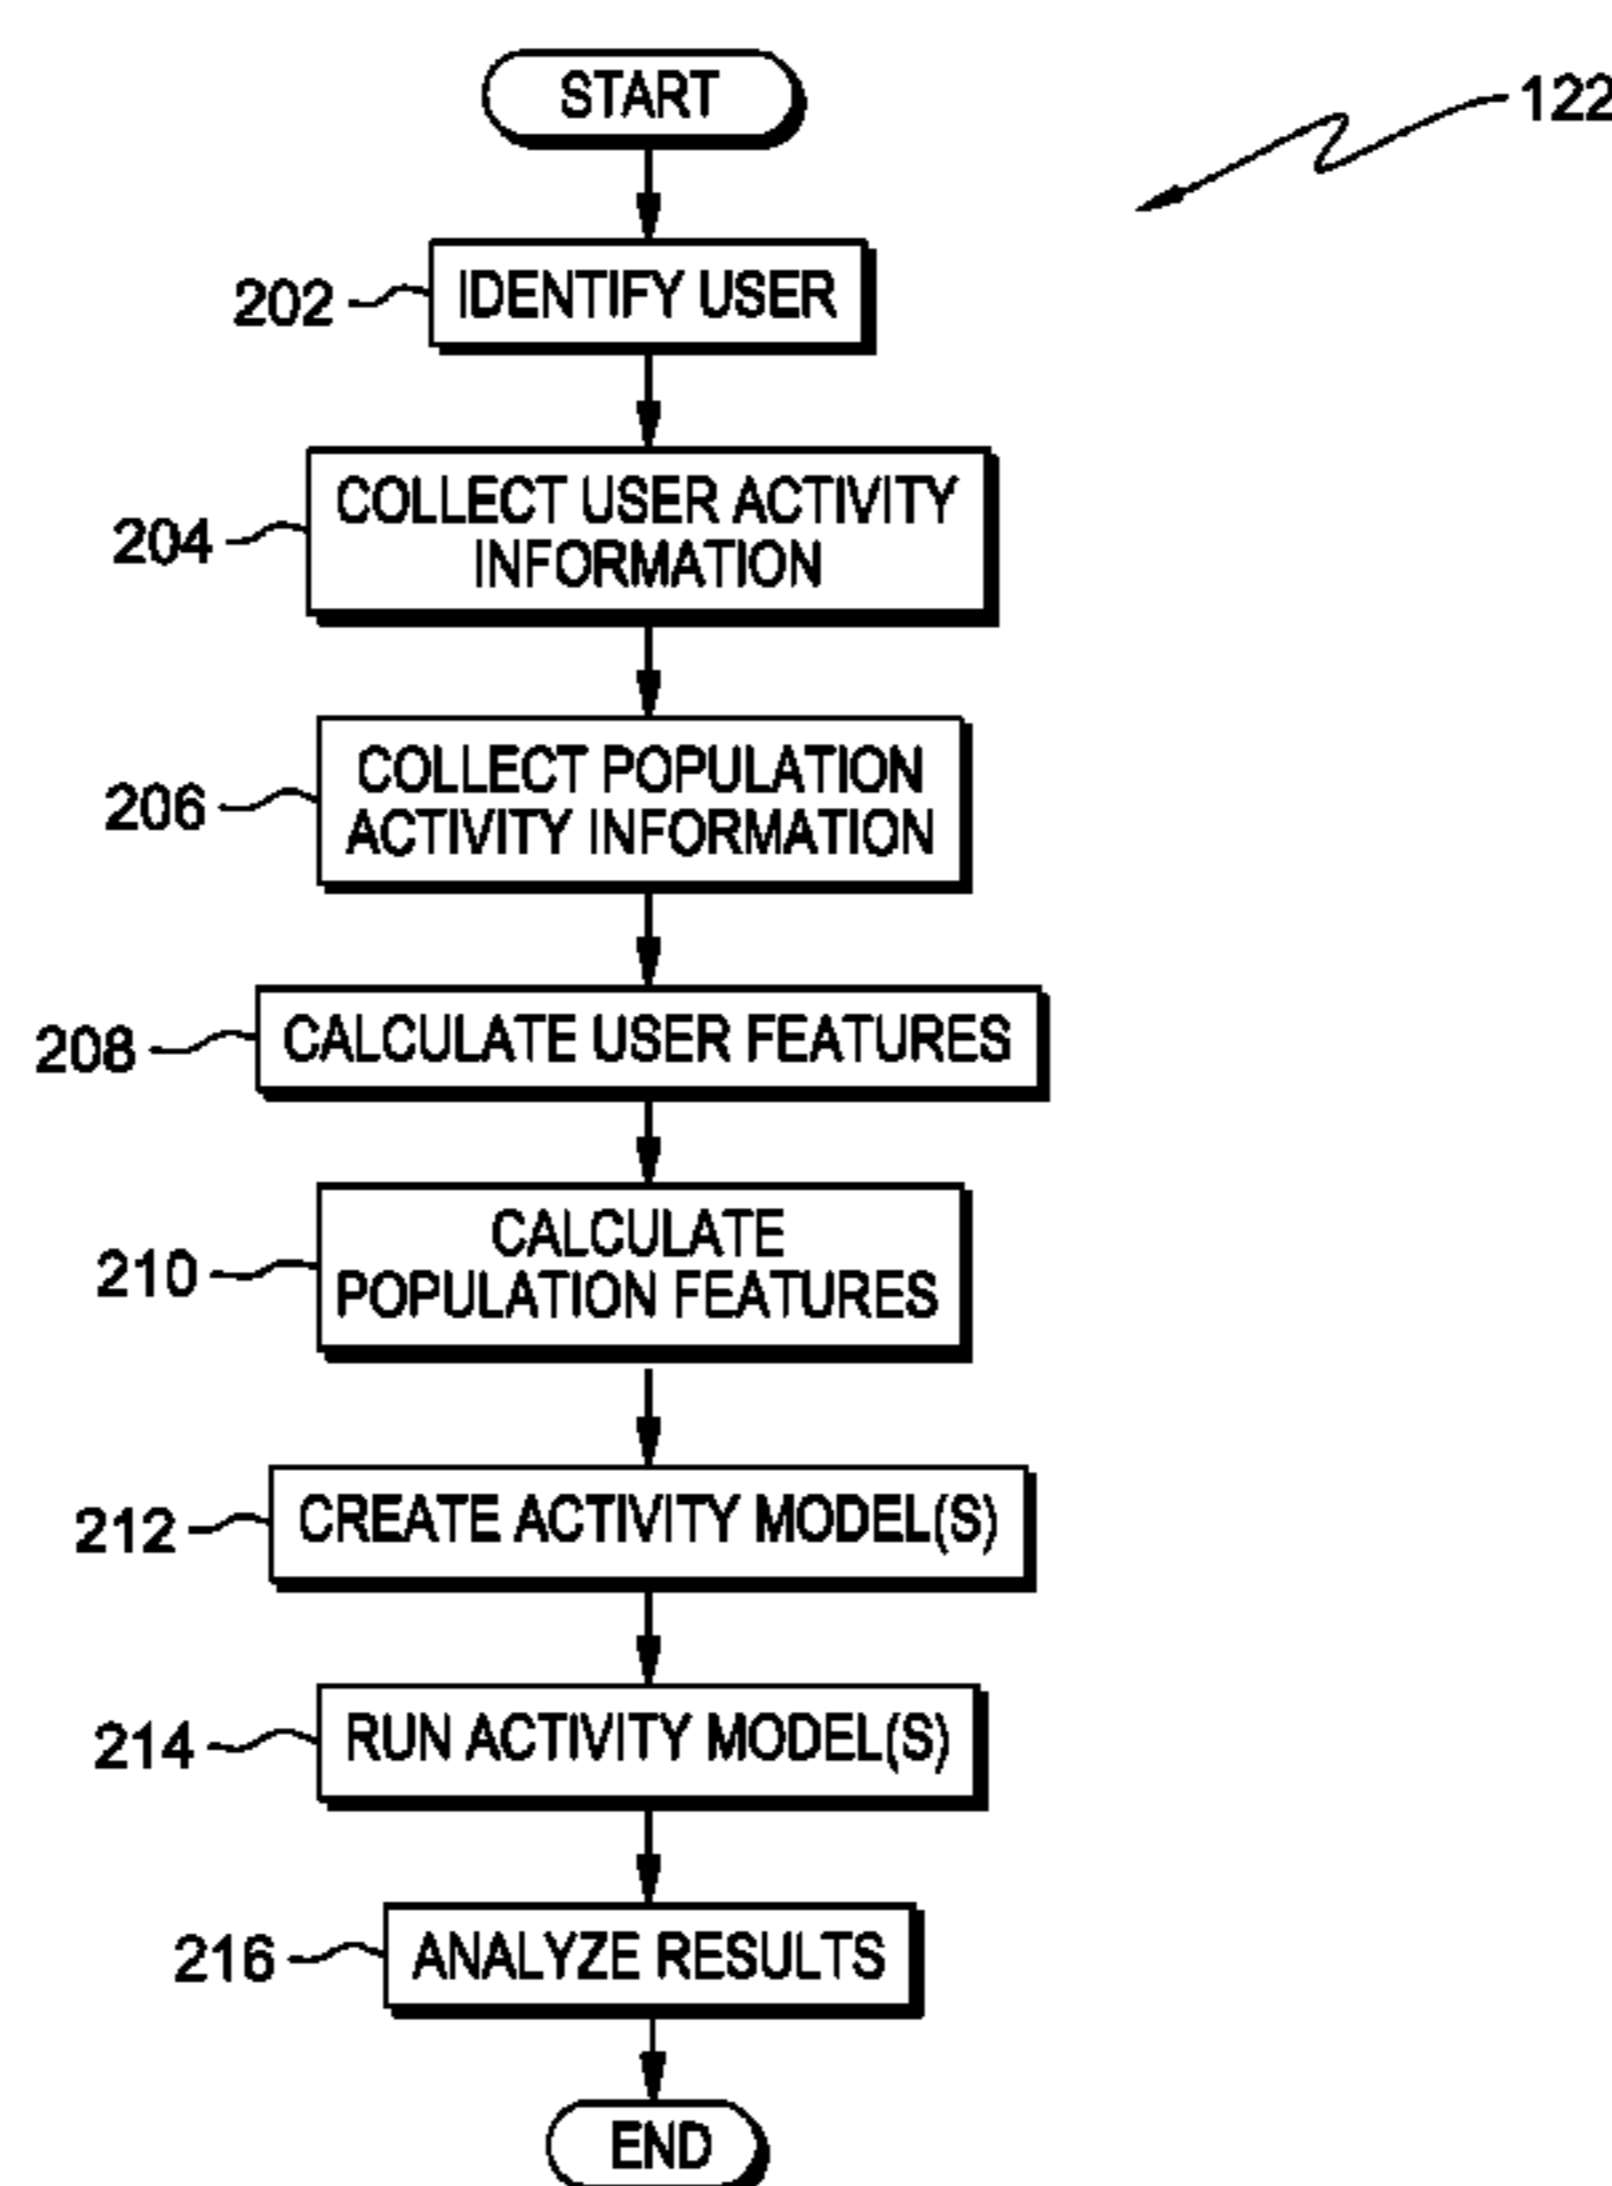 START
122
202
IDENTIFY USER
204
COLLECT USER ACTIVITY
INFORMATION
206
COLLECT POPULATION
ACTIVITY INFORMATION
208
CALCULATE USER FEATURES
210
CALCULATE
POPULATION FEATURES
212
CREATE ACTIVITY MODEL(S)
214
RUN ACTIVITY MODEL(S)
216
ANALYZE RESULTS
END